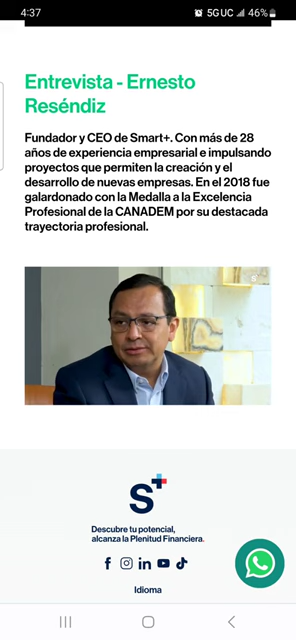 4:37
5GUC 46%
Entrevista - Ernesto
Reséndiz
Fundador y CEO de Smart+. Con más de 28
años de experiencia empresarial e impulsando
proyectos que permiten la creación y el
desarrollo de nuevas empresas. En el 2018 fue
galardonado con la Medalla a la Excelencia
Profesional de la CANADEM por su destacada
trayectoria profesional.
S+
Descubre tu potencial,
alcanza la Plenitud Financiera.
Idioma